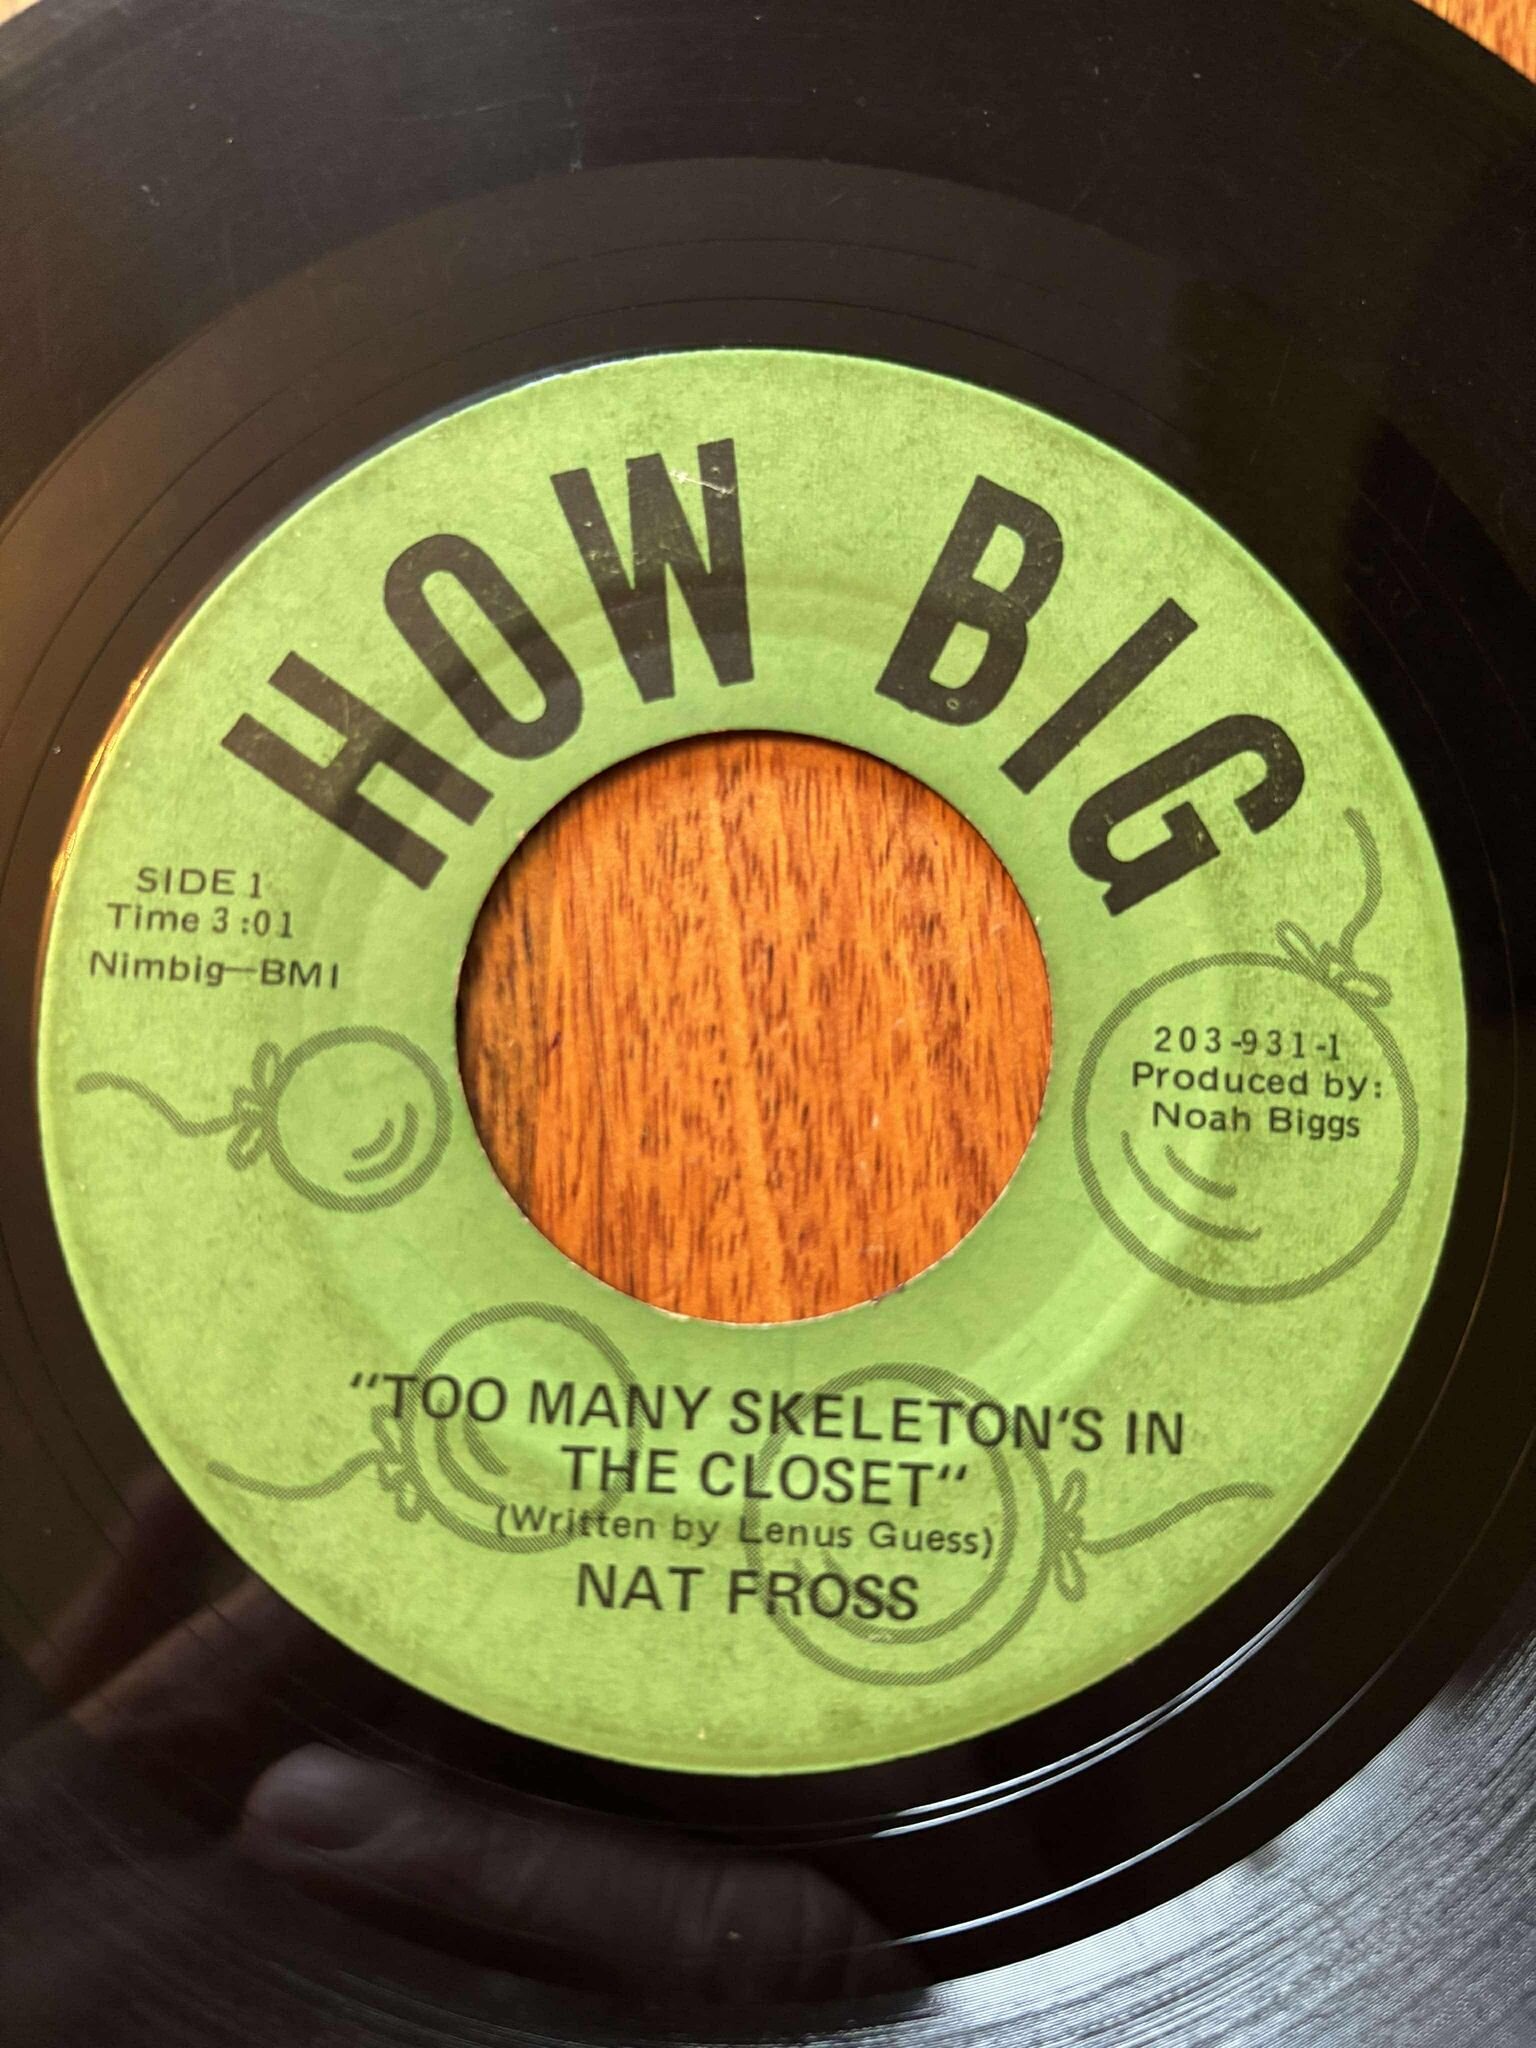 HOW BIG
SIDE 1
Time 3:01
Nimbig—BMI
203-931-1
Produced by:
Noah Biggs
"TOO MANY SKELETON'S IN
THE CLOSET"
(Written by Lenus Guess)
NAT FROSS